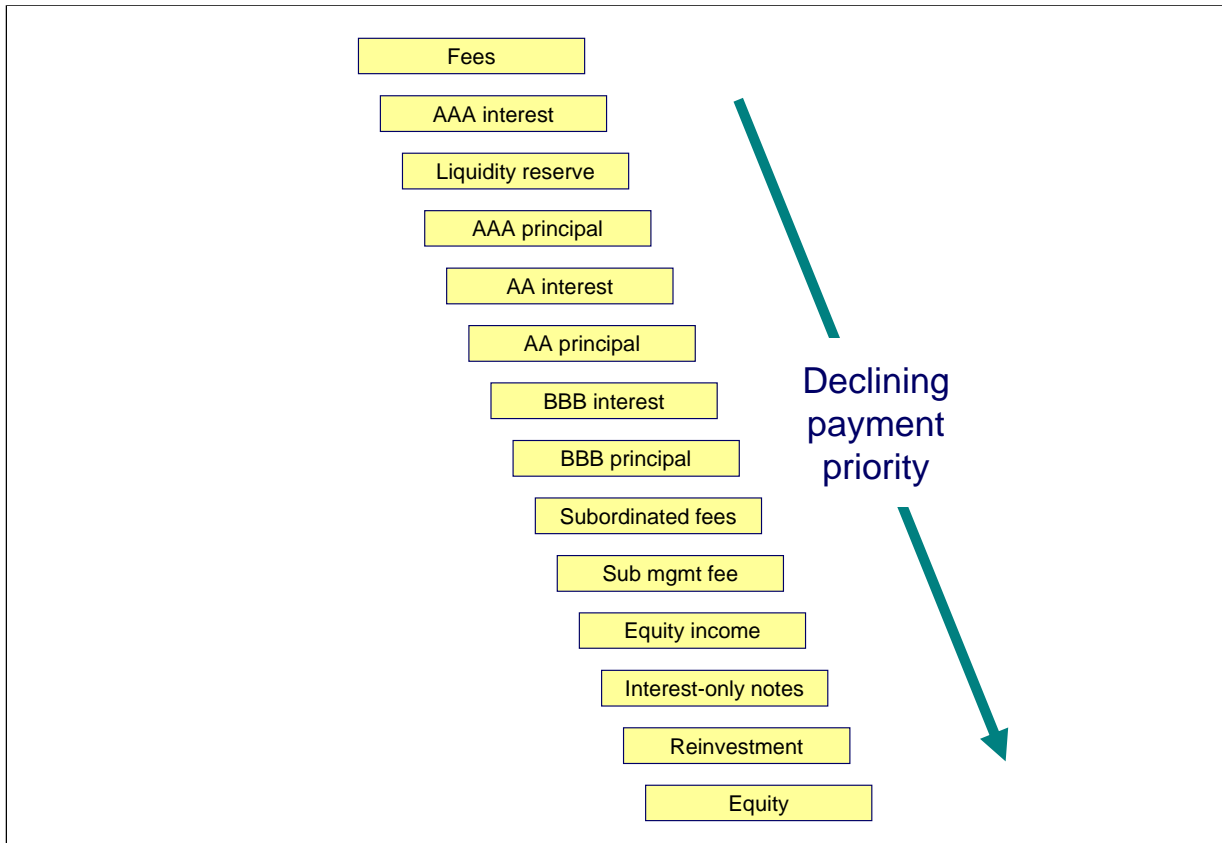 Fees
AAA interest
Liquidity reserve
AAA principal
AA interest
AA principal
BBB interest
BBB principal
Subordinated fees
Sub mgmt fee
Equity income
Interest-only notes
Reinvestment
Equity
Declining
payment
priority